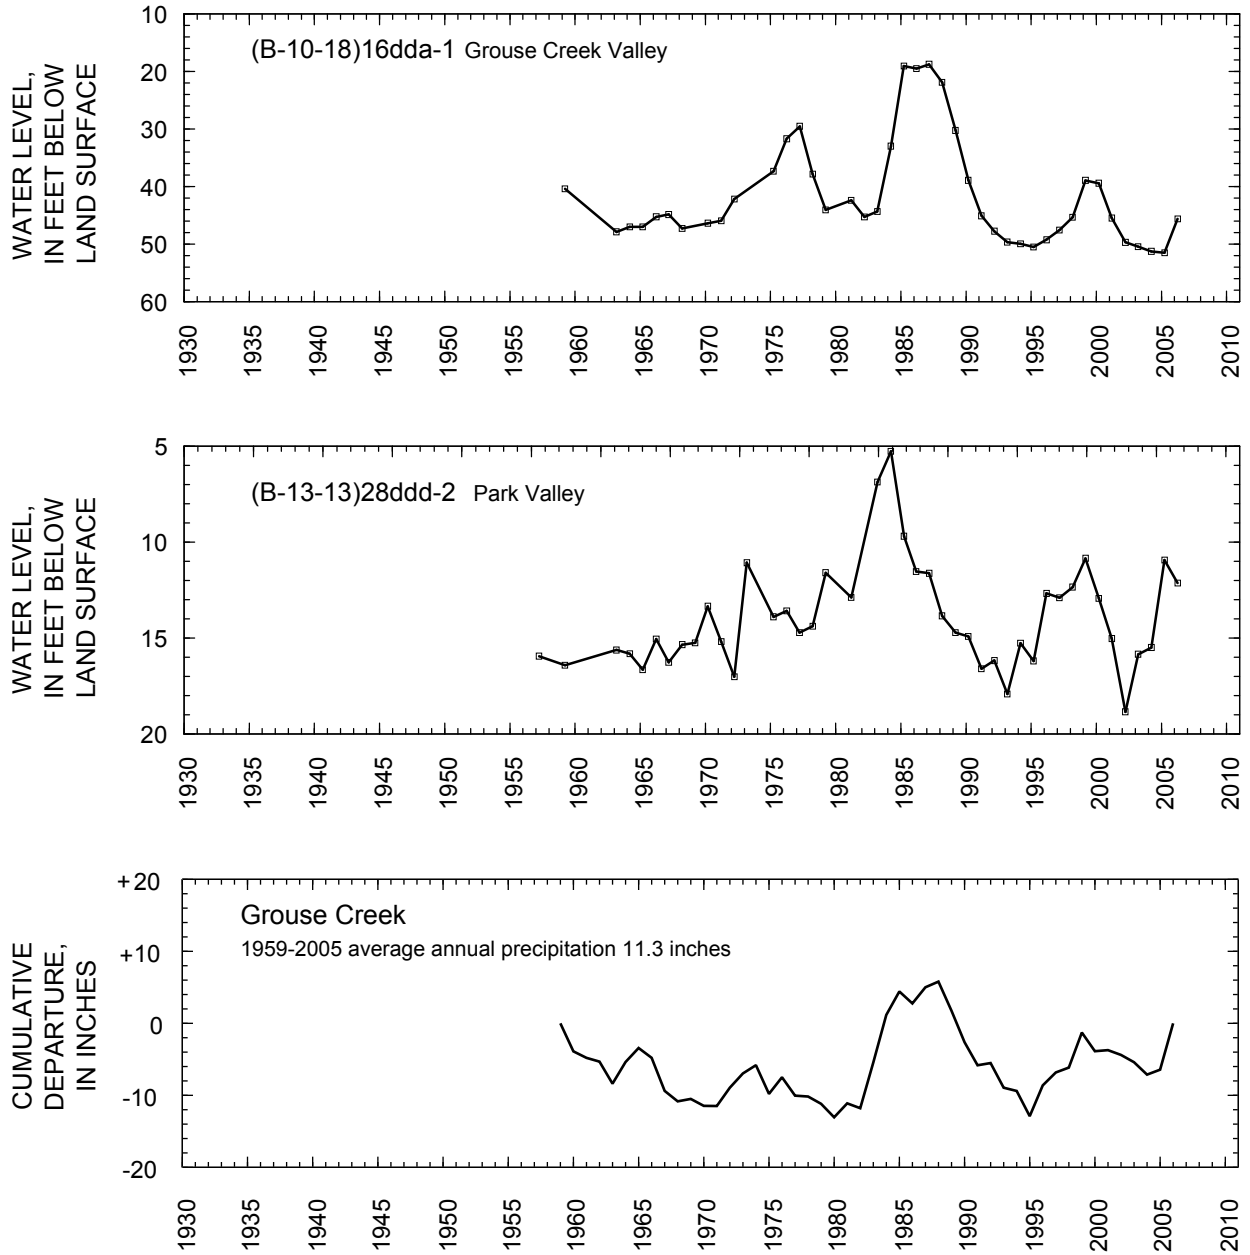 WATER LEVEL,
IN FEET BELOW
LAND SURFACE
10
20
30
40
50
60
(B-10-18)16dda-1 Grouse Creek Valley
1930 1935 1940 1945 1950 1955 1960 1965 1970 1975 1980 1985 1990 1995 2000 2005 2010
WATER LEVEL,
IN FEET BELOW
LAND SURFACE
5
10
15
20
(B-13-13)28ddd-2 Park Valley
1930 1935 1940 1945 1950 1955 1960 1965 1970 1975 1980 1985 1990 1995 2000 2005 2010
CUMULATIVE
DEPARTURE,
IN INCHES
+20
+10
0
-10
-20
Grouse Creek
1959-2005 average annual precipitation 11.3 inches
1930 1935 1940 1945 1950 1955 1960 1965 1970 1975 1980 1985 1990 1995 2000 2005 2010